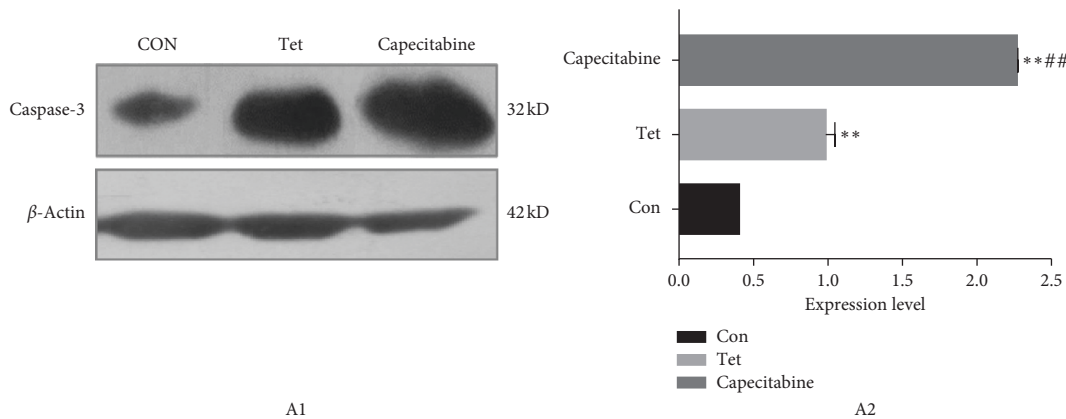 CON Tet Capecitabine
Caspase-3 32 kD
β-Actin 42 kD
A1
Capecitabine **##
Tet **
Con
0.0 0.5 1.0 1.5 2.0 2.5
Expression level
Con
Tet
Capecitabine
A2